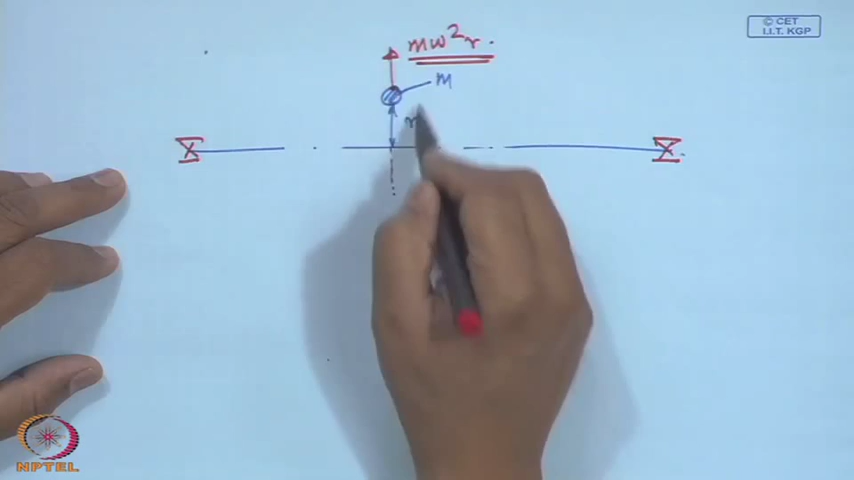 mω²r.
© CET
I.I.T. KGP
m
r
NPTEL